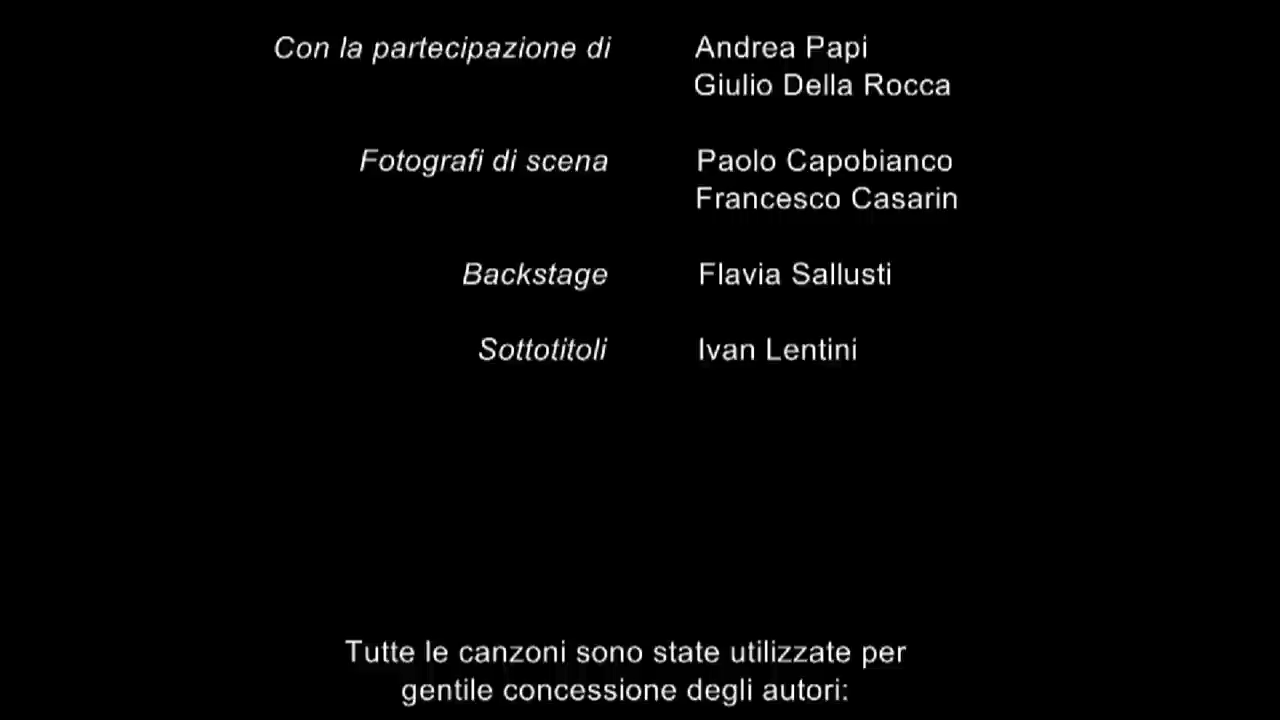 Con la partecipazione di Andrea Papi
Giulio Della Rocca
Fotografi di scena Paolo Capobianco
Francesco Casarin
Backstage Flavia Sallusti
Sottotitoli Ivan Lentini
Tutte le canzoni sono state utilizzate per
gentile concessione degli autori: